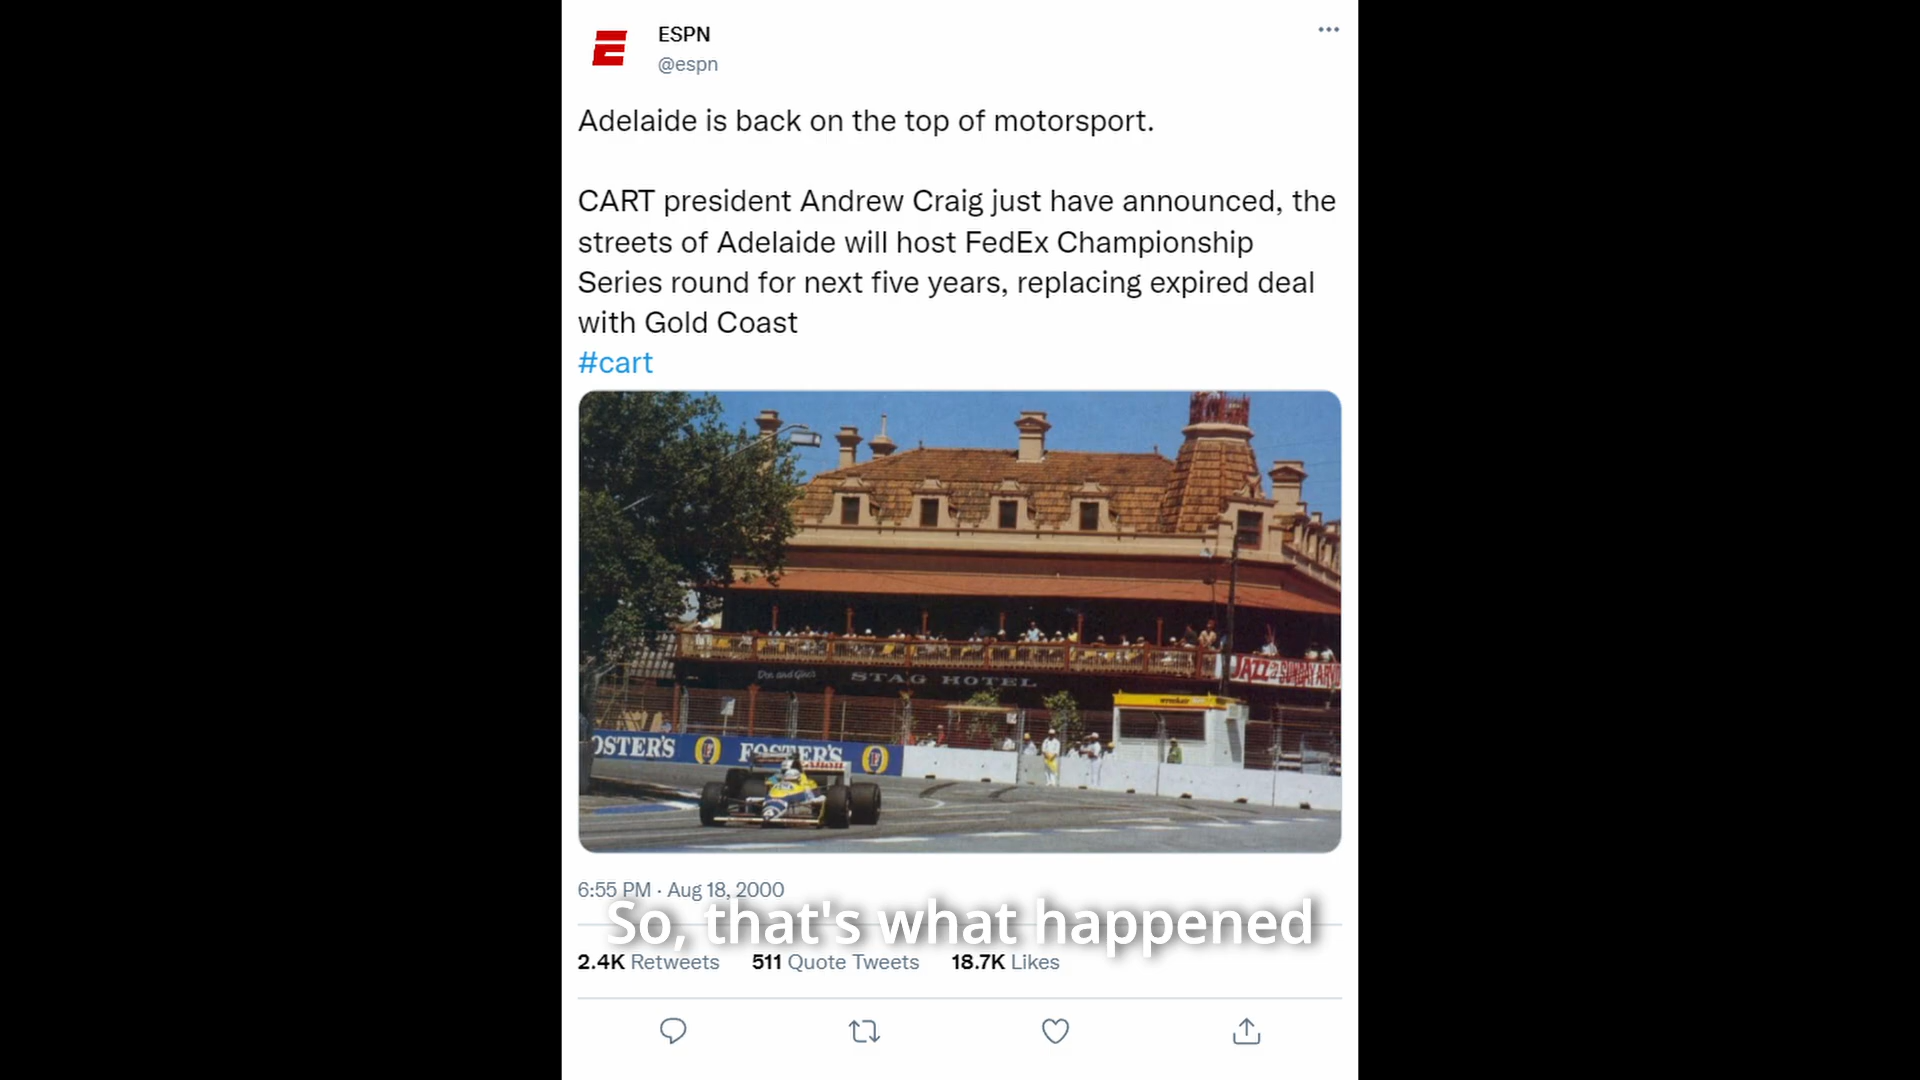 ESPN
@espn
Adelaide is back on the top of motorsport.
CART president Andrew Craig just have announced, the
streets of Adelaide will host FedEx Championship
Series round for next five years, replacing expired deal
with Gold Coast
#cart
STAG HOTEL
FOSTER'S
OSTER'S
Canon
6:55 PM · Aug 18, 2000
So, that's what happened
2.4K Retweets 511 Quote Tweets 18.7K Likes